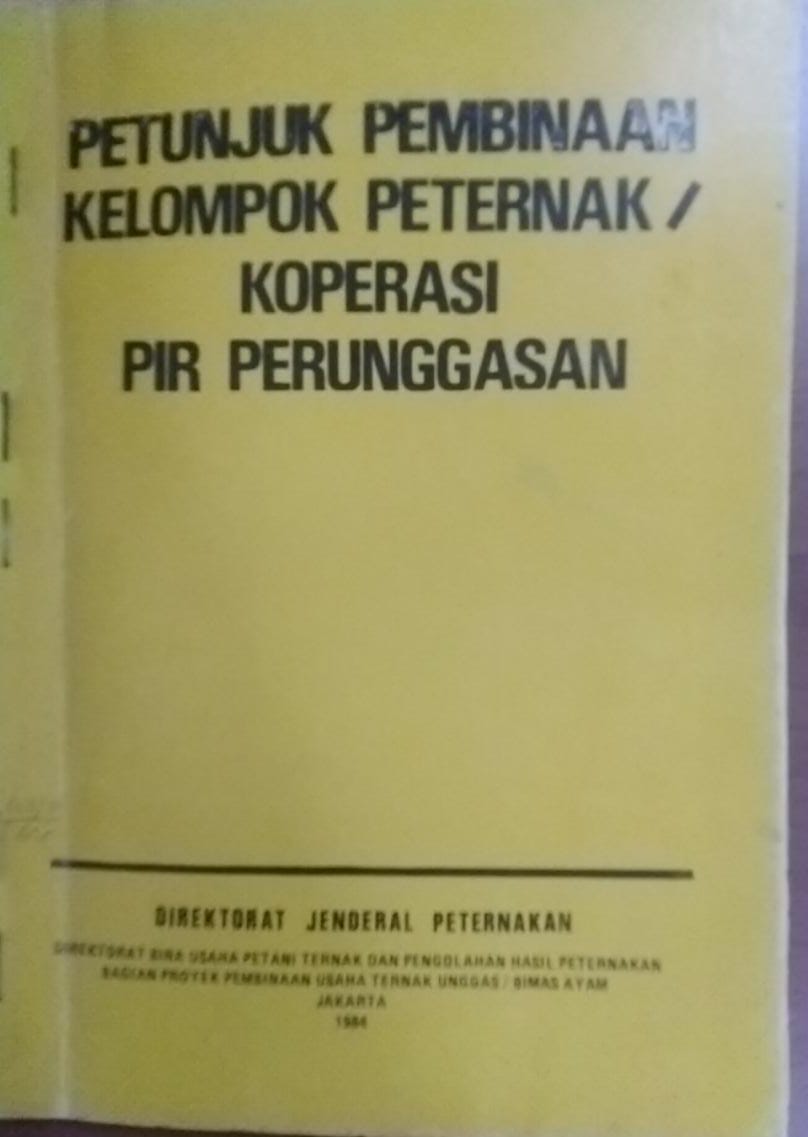 PETUNJUK PEMBINAAN
KELOMPOK PETERNAK /
KOPERASI
PIR PERUNGGASAN
DIREKTORAT JENDERAL PETERNAKAN
DIREKTORAT BINA USAHA PETANI TERNAK DAN PENGOLAHAN HASIL PETERNAKAN
BAGIAN PROYEK PEMBINAAN USAHA TERNAK UNGGAS / BIMAS AYAM
JAKARTA
1984